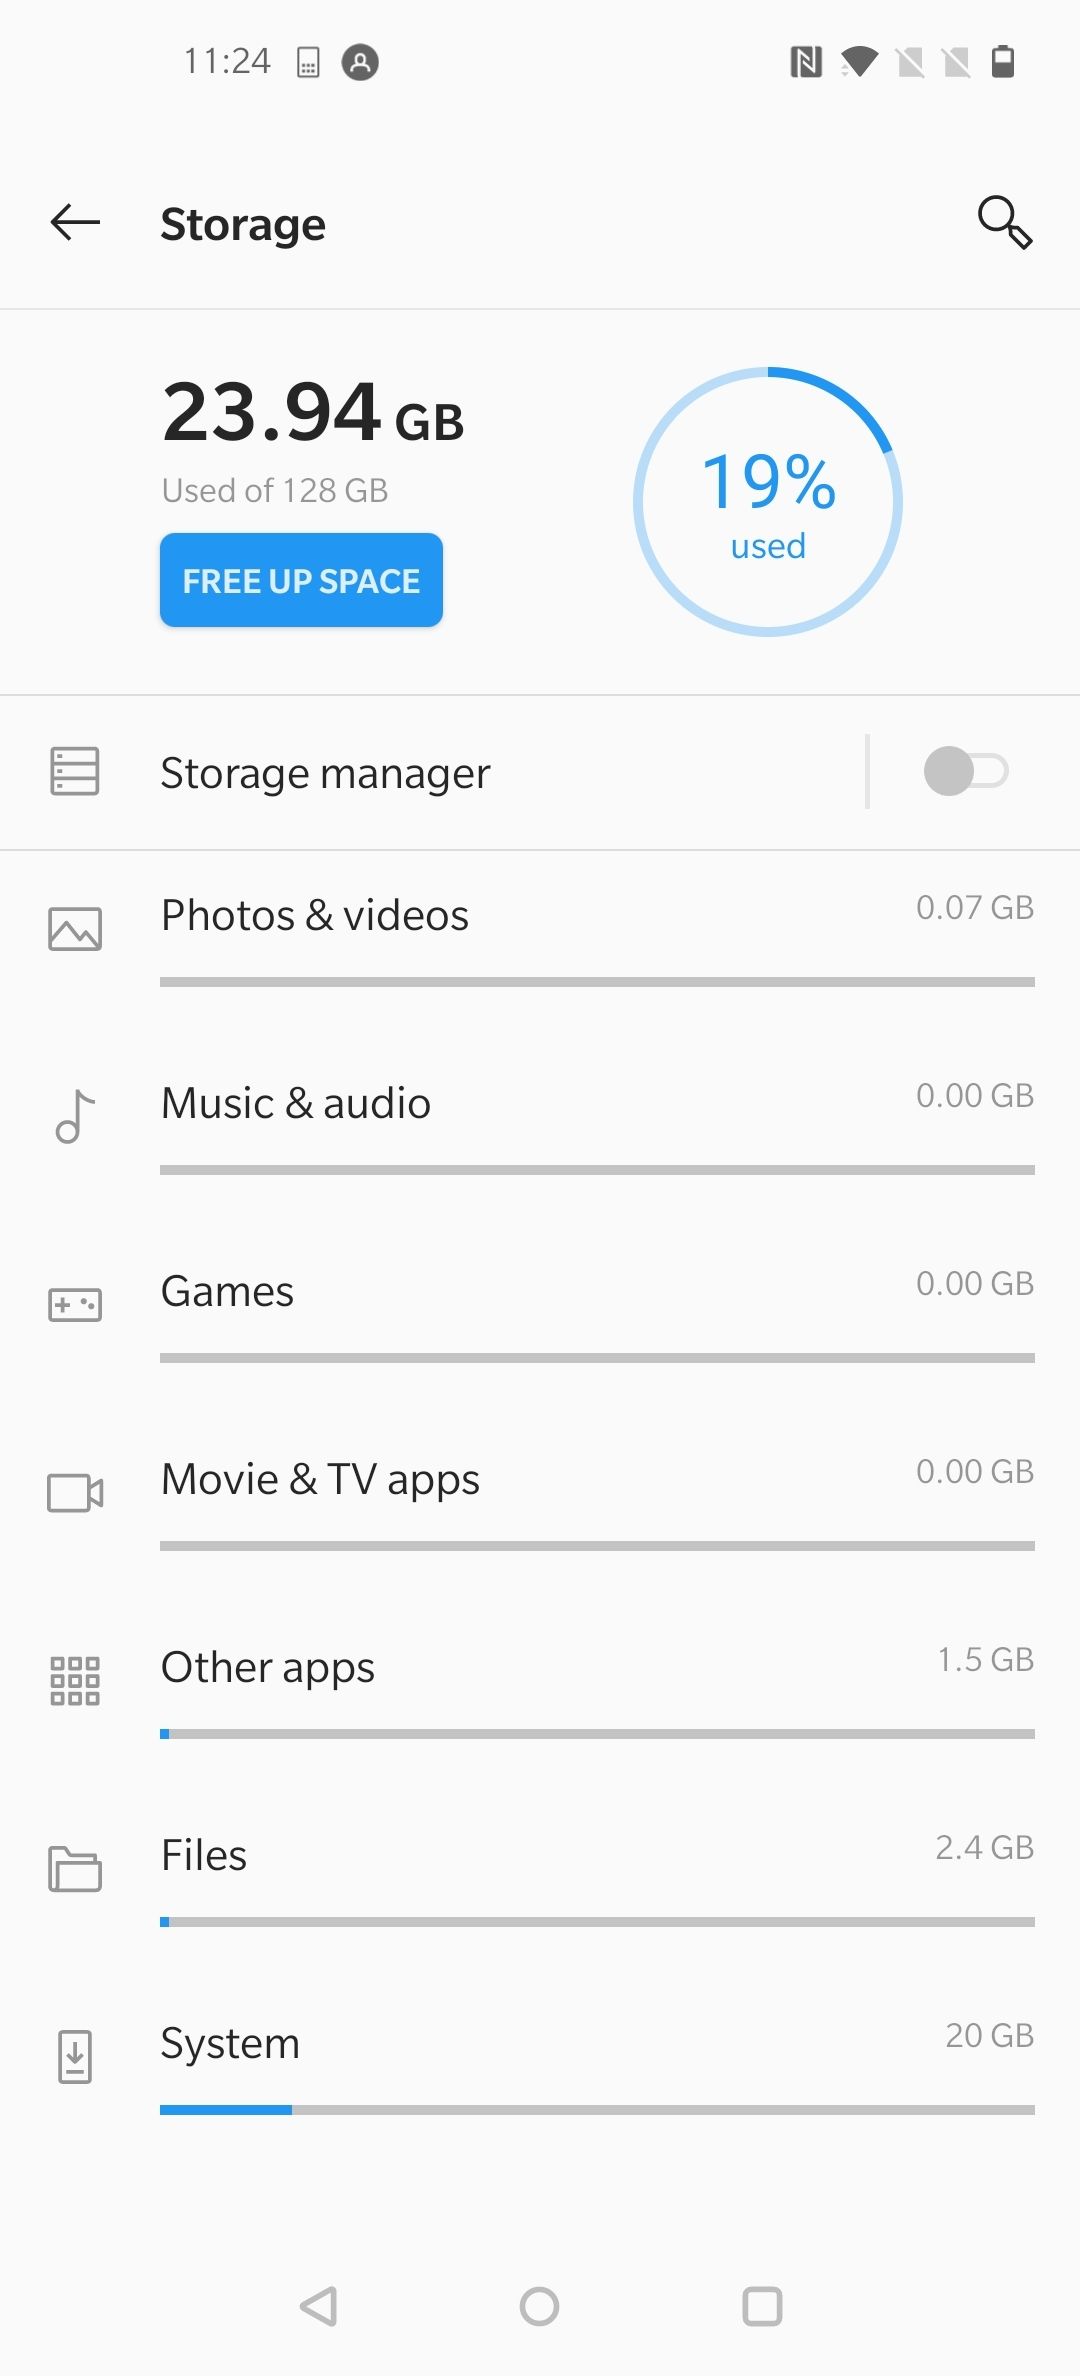 11:24
Storage
23.94 GB
Used of 128 GB
FREE UP SPACE
19%
used
Storage manager
Photos & videos
0.07 GB
Music & audio
0.00 GB
Games
0.00 GB
Movie & TV apps
0.00 GB
Other apps
1.5 GB
Files
2.4 GB
System
20 GB